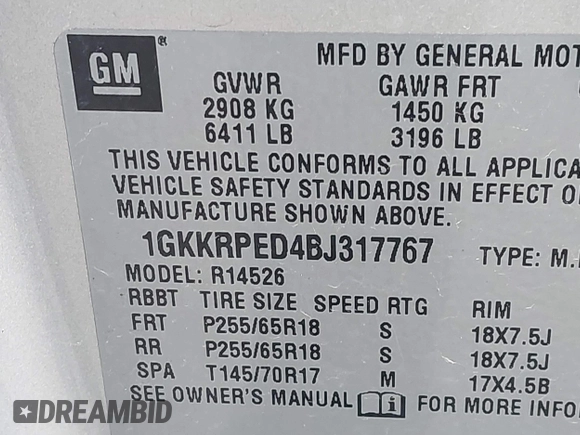 GM ®
MFD BY GENERAL MOT
GVWR GAWR FRT
2908 KG 1450 KG
6411 LB 3196 LB
THIS VEHICLE CONFORMS TO ALL APPLICA
VEHICLE SAFETY STANDARDS IN EFFECT O
MANUFACTURE SHOWN ABOVE.
1GKKRPED4BJ317767 TYPE: M.
MODEL: R14526
RBBT TIRE SIZE SPEED RTG RIM
FRT P255/65R18 S 18X7.5J
RR P255/65R18 S 18X7.5J
SPA T145/70R17 M 17X4.5B
SEE OWNER'S MANUAL i FOR MORE INFO
DREAMBID